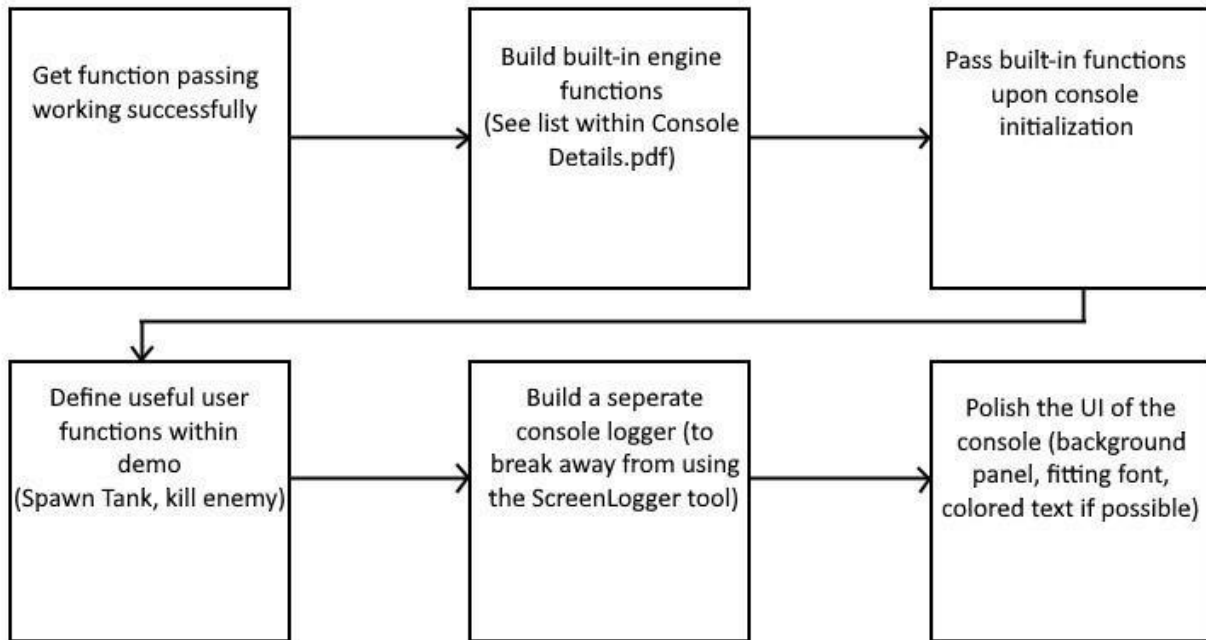 Get function passing
working successfully
Build built-in engine
functions
(See list within Console
Details.pdf)
Pass built-in functions
upon console
initialization
Define useful user
functions within
demo
(Spawn Tank, kill enemy)
Build a seperate
console logger (to
break away from using
the ScreenLogger tool)
Polish the UI of the
console (background
panel, fitting font,
colored text if possible)